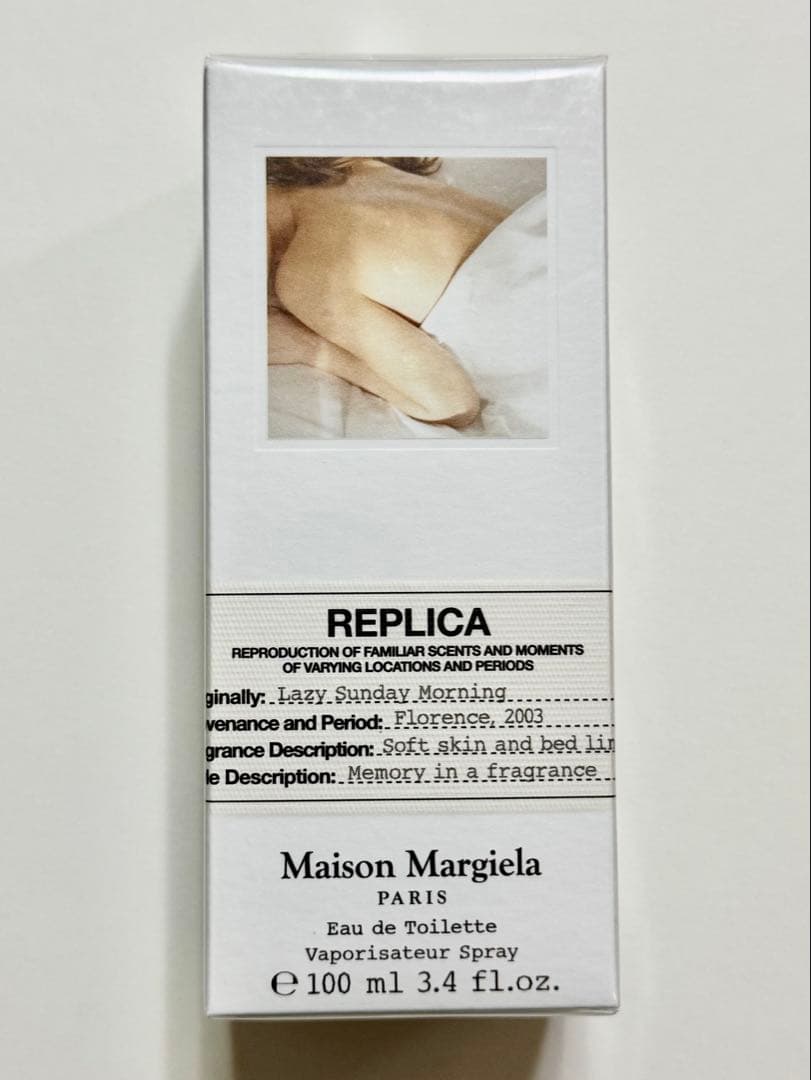 REPLICA
REPRODUCTION OF FAMILIAR SCENTS AND MOMENTS
OF VARYING LOCATIONS AND PERIODS
ginally: Lazy Sunday Morning
venance and Period: Florence, 2003
grance Description: Soft skin and bed lin
le Description: Memory in a fragrance
Maison Margiela
PARIS
Eau de Toilette
Vaporisateur Spray
℮ 100 ml 3.4 fl.oz.